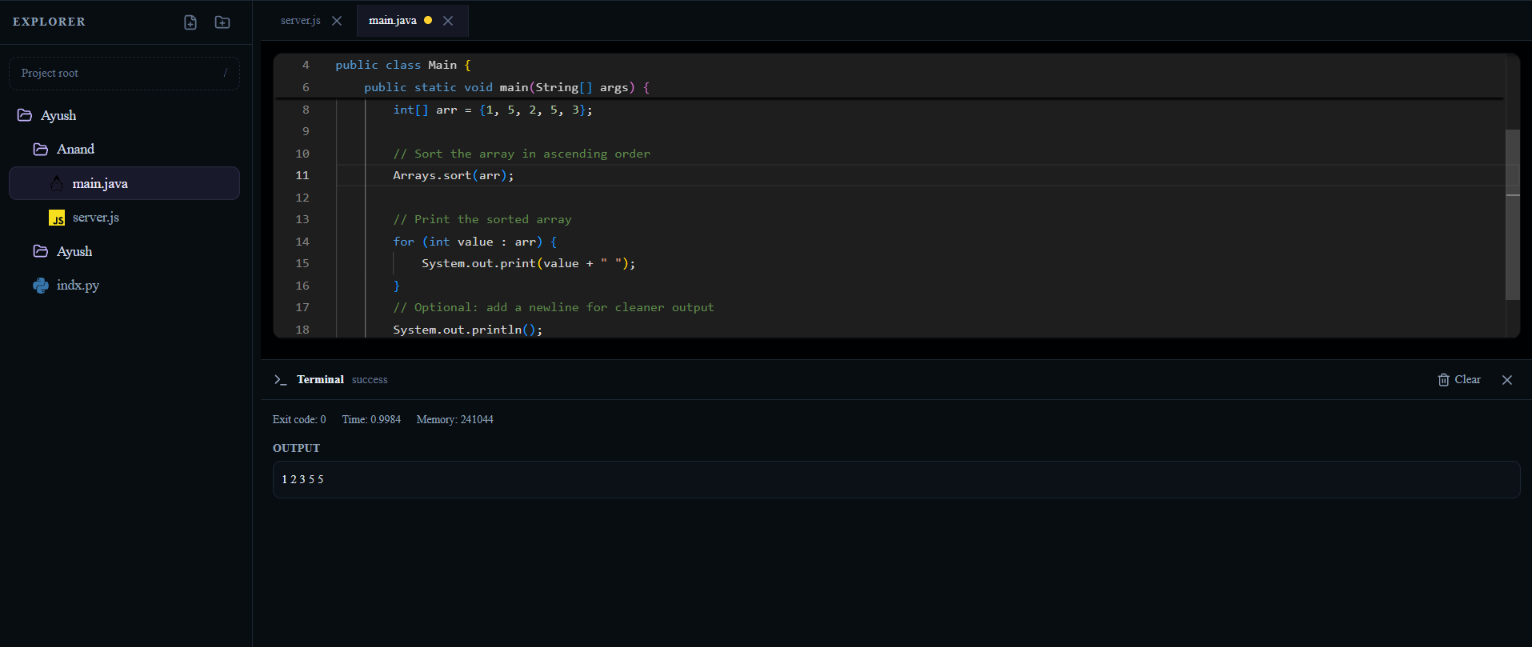 EXPLORER
Project root /
Ayush
Anand
main.java
JS server.js
Ayush
indx.py
server.js
main.java
4 public class Main {
6 public static void main(String[] args) {
8 int[] arr = {1, 5, 2, 5, 3};
9
10 // Sort the array in ascending order
11 Arrays.sort(arr);
12
13 // Print the sorted array
14 for (int value : arr) {
15 System.out.print(value + " ");
16 }
17 // Optional: add a newline for cleaner output
18 System.out.println();
Terminal success
Clear
Exit code: 0 Time: 0.9984 Memory: 241044
OUTPUT
1 2 3 5 5